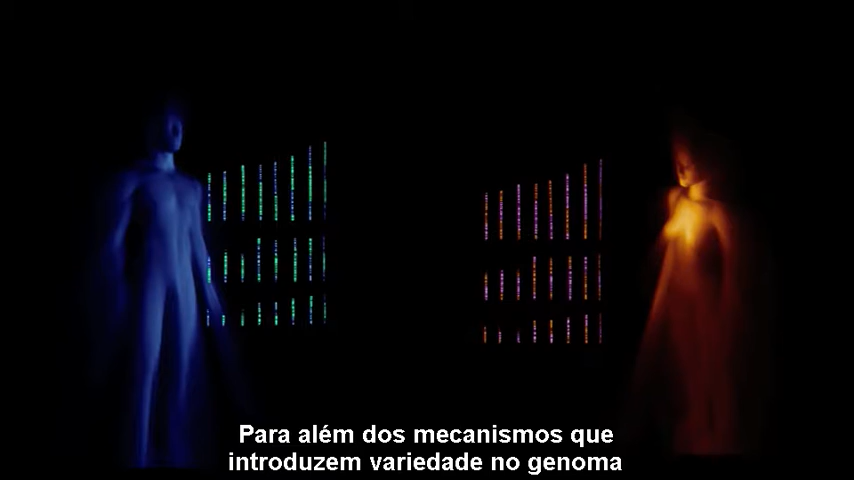 Para além dos mecanismos que
introduzem variedade no genoma